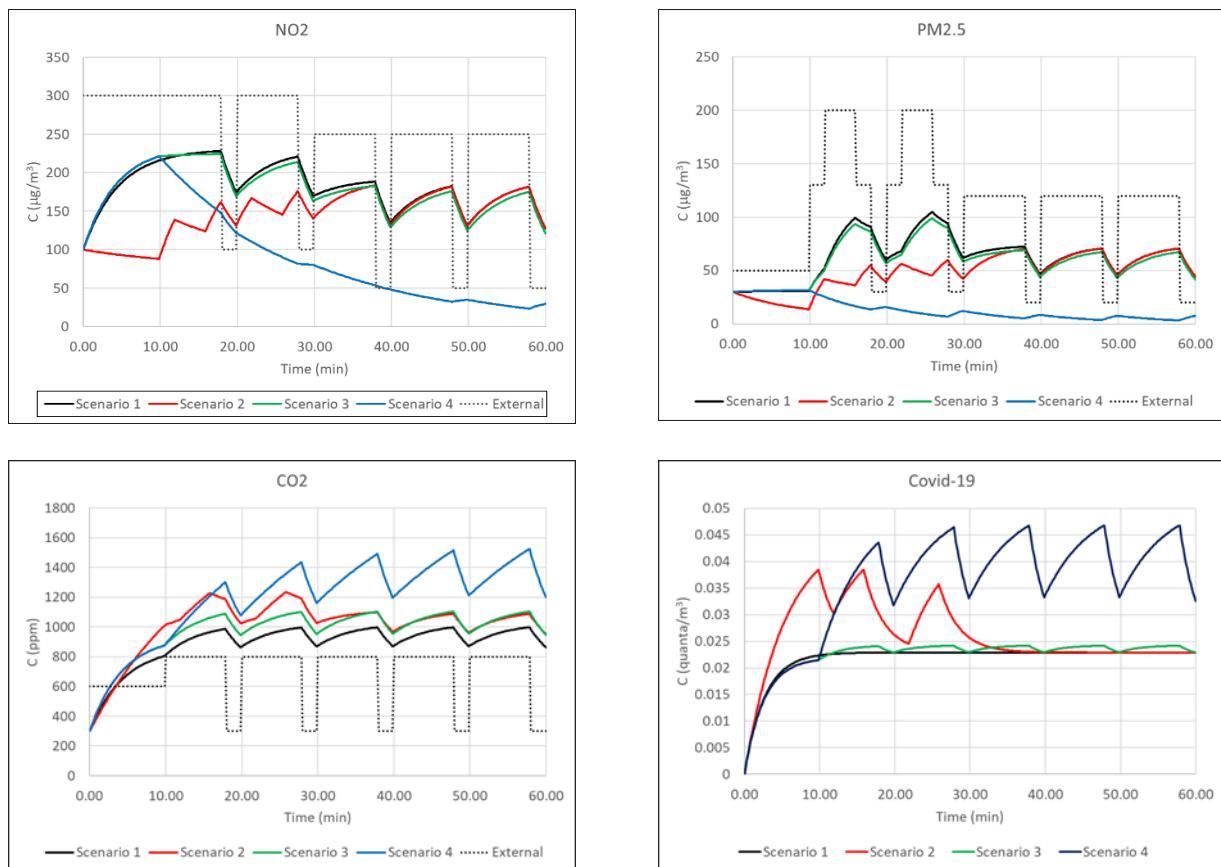 NO2
350
300
250
200
150
100
50
0
C (µg/m³)
0.00 10.00 20.00 30.00 40.00 50.00 60.00
Time (min)
Scenario 1 Scenario 2 Scenario 3 Scenario 4 External
PM2.5
250
200
150
100
50
0
C (µg/m³)
0.00 10.00 20.00 30.00 40.00 50.00 60.00
Time (min)
Scenario 1 Scenario 2 Scenario 3 Scenario 4 External
CO2
1800
1600
1400
1200
1000
800
600
400
200
0
C (ppm)
0.00 10.00 20.00 30.00 40.00 50.00 60.00
Time (min)
Scenario 1 Scenario 2 Scenario 3 Scenario 4 External
Covid-19
0.05
0.045
0.04
0.035
0.03
0.025
0.02
0.015
0.01
0.005
0
C (quanta/m³)
0.00 10.00 20.00 30.00 40.00 50.00 60.00
Time (min)
Scenario 1 Scenario 2 Scenario 3 Scenario 4